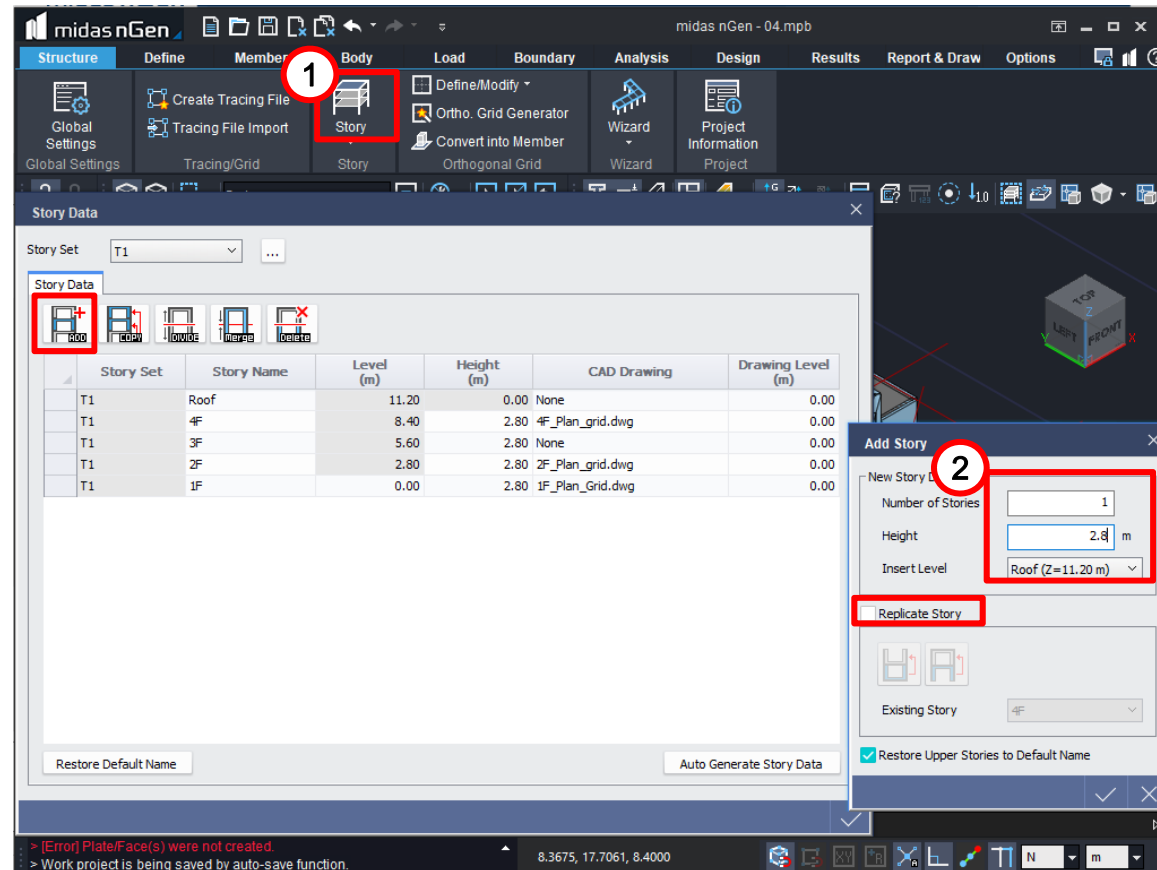 midas nGen
midas nGen - 04.mpb
Structure Define Member Body Load Boundary Analysis Design Results Report & Draw Options
1
Global Settings
Create Tracing File
Tracing File Import
Story
Define/Modify
Ortho. Grid Generator
Convert into Member
Wizard
Project Information
Global Settings Tracing/Grid Story Orthogonal Grid Wizard Project
1.0
Story Data
Story Set T1 ...
Story Data
ADD COPY DIVIDE Merge Delete
Story Set Story Name Level (m) Height (m) CAD Drawing Drawing Level (m)
T1 Roof 11.20 0.00 None 0.00
T1 4F 8.40 2.80 4F_Plan_grid.dwg 0.00
T1 3F 5.60 2.80 None 0.00
T1 2F 2.80 2.80 2F_Plan_grid.dwg 0.00
T1 1F 0.00 2.80 1F_Plan_Grid.dwg 0.00
Restore Default Name
Auto Generate Story Data
TOP
Z
LEFT FRONT
Y X
Add Story
2
New Story
Number of Stories 1
Height 2.8 m
Insert Level Roof (Z=11.20 m)
Replicate Story
Existing Story 4F
Restore Upper Stories to Default Name
> [Error] Plate/Face(s) were not created.
> Work project is being saved by auto-save function.
8.3675, 17.7061, 8.4000
N m